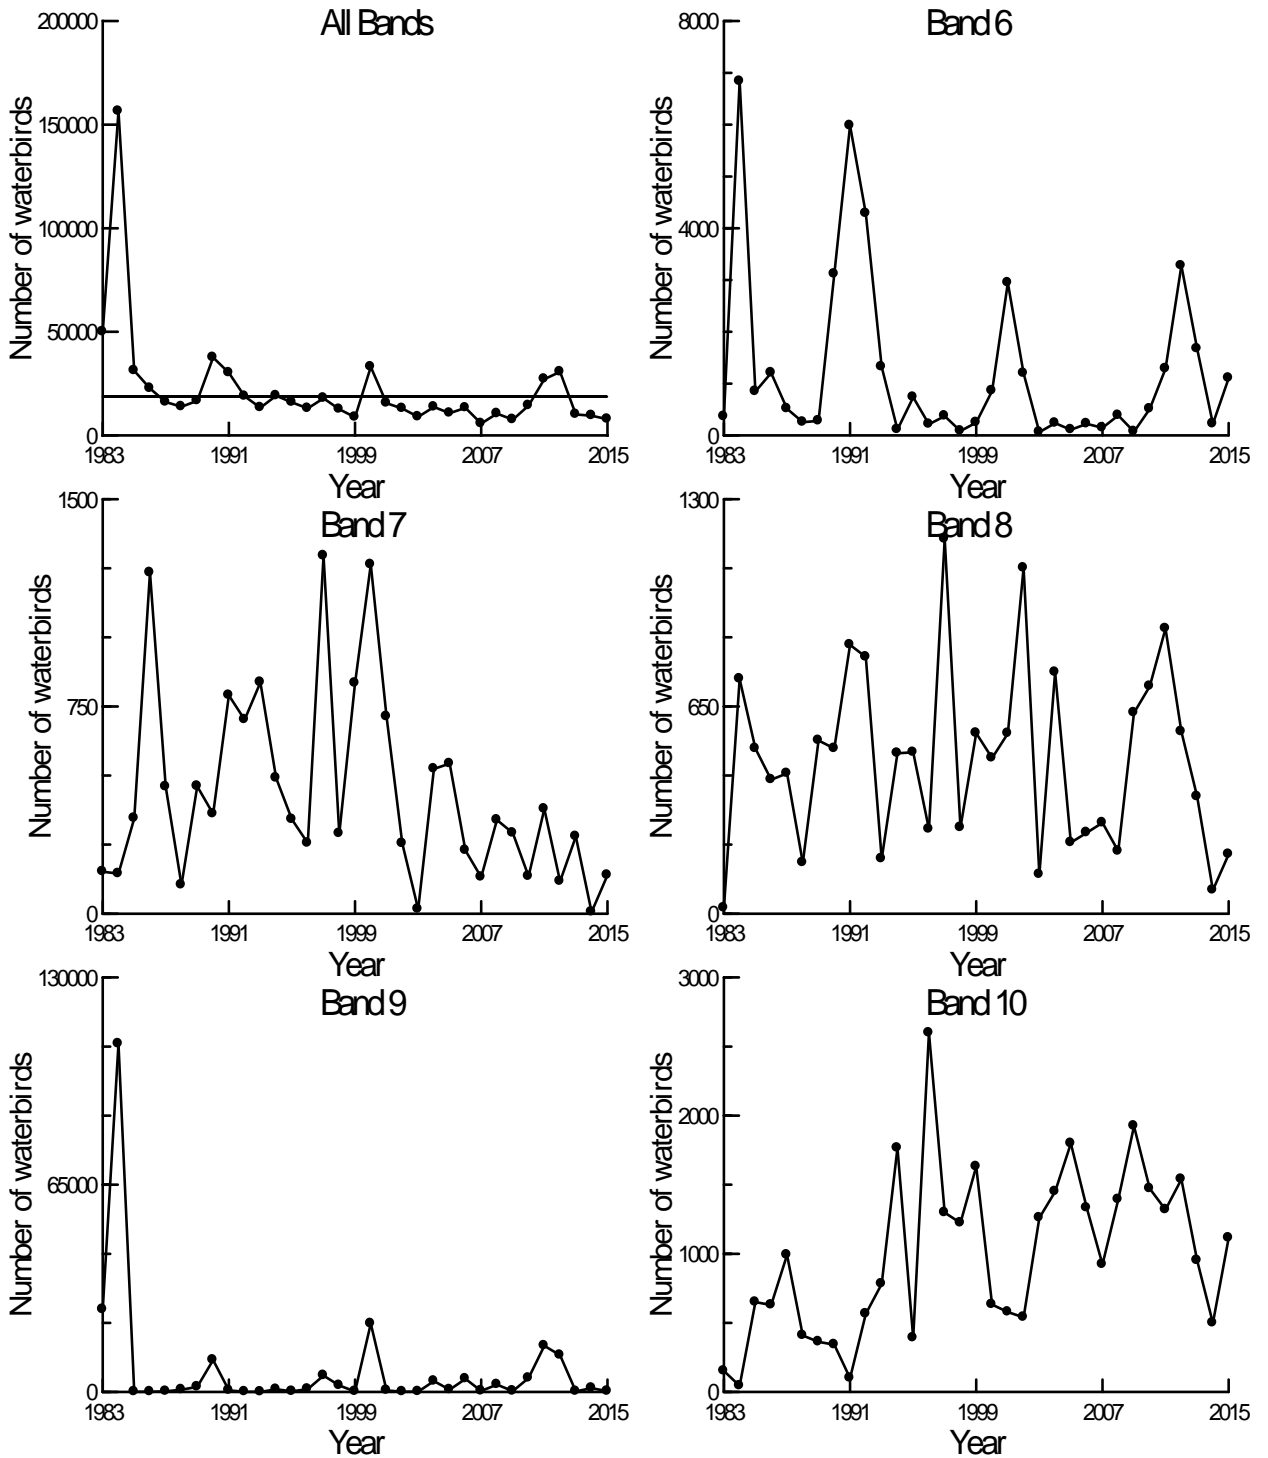 All Bands
Number of waterbirds
200000
150000
100000
50000
0
1983
1991
1999
2007
2015
Year
Band 6
Number of waterbirds
8000
4000
0
1983
1991
1999
2007
2015
Year
Band 7
Number of waterbirds
1500
750
0
1983
1991
1999
2007
2015
Year
Band 8
Number of waterbirds
1300
650
0
1983
1991
1999
2007
2015
Year
Band 9
Number of waterbirds
130000
65000
0
1983
1991
1999
2007
2015
Year
Band 10
Number of waterbirds
3000
2000
1000
0
1983
1991
1999
2007
2015
Year